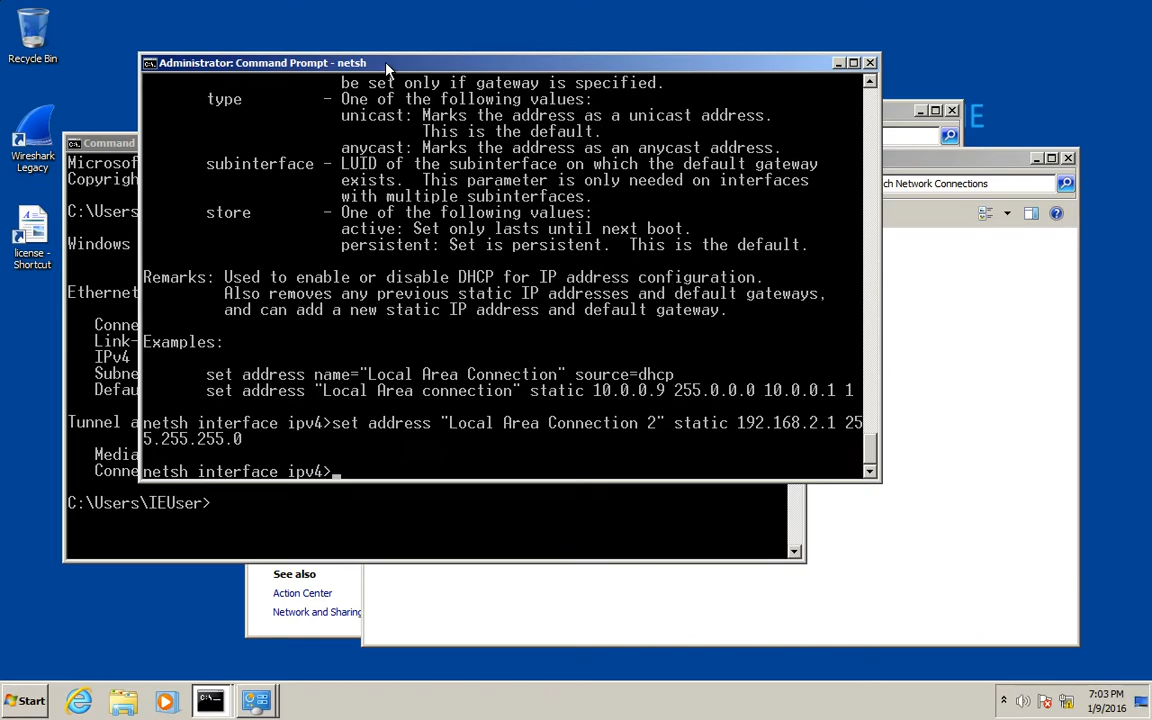 Recycle Bin
Wireshark
Legacy
license -
Shortcut
Administrator: Command Prompt - netsh
be set only if gateway is specified.
type - One of the following values:
unicast: Marks the address as a unicast address.
This is the default.
anycast: Marks the address as an anycast address.
subinterface - LUID of the subinterface on which the default gateway
exists. This parameter is only needed on interfaces
with multiple subinterfaces.
store - One of the following values:
active: Set only lasts until next boot.
persistent: Set is persistent. This is the default.
Remarks: Used to enable or disable DHCP for IP address configuration.
Also removes any previous static IP addresses and default gateways,
and can add a new static IP address and default gateway.
Examples:
set address name="Local Area Connection" source=dhcp
set address "Local Area connection" static 10.0.0.9 255.0.0.0 10.0.0.1 1
netsh interface ipv4>set address "Local Area Connection 2" static 192.168.2.1 25
5.255.255.0
netsh interface ipv4>
Command
Microsof
Copyrigh
C:\Users
Windows
Ethernet
Conne
Link-
IPv4
Subne
Defau
Tunnel a
Media
Conne
C:\Users\IEUser>
E
ch Network Connections
See also
Action Center
Network and Sharing
Start
7:03 PM
1/9/2016